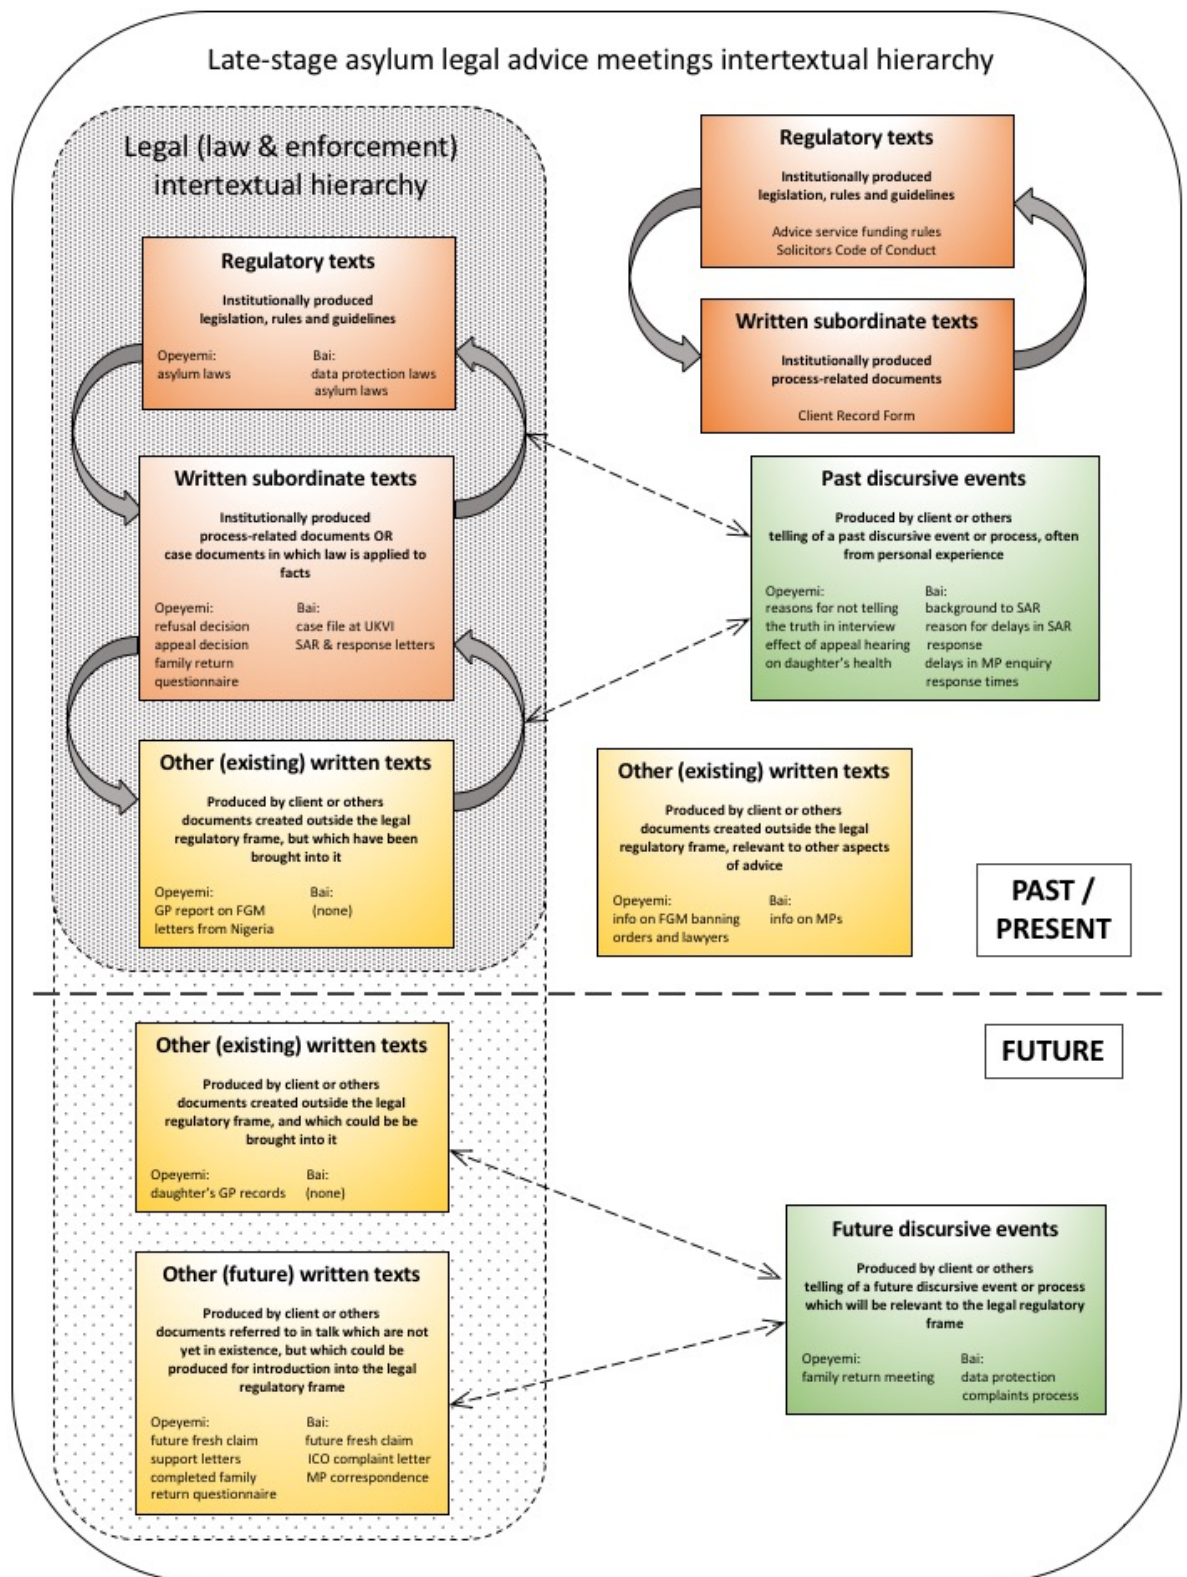 Late-stage asylum legal advice meetings intertextual hierarchy
Legal (law & enforcement)
intertextual hierarchy
Regulatory texts
Institutionally produced
legislation, rules and guidelines
Opeyemi:
asylum laws
Bai:
data protection laws
asylum laws
Written subordinate texts
Institutionally produced
process-related documents OR
case documents in which law is applied to
facts
Opeyemi:
refusal decision
appeal decision
family return
questionnaire
Bai:
case file at UKVI
SAR & response letters
Other (existing) written texts
Produced by client or others
documents created outside the legal
regulatory frame, but which have been
brought into it
Opeyemi:
GP report on FGM
letters from Nigeria
Bai:
(none)
Regulatory texts
Institutionally produced
legislation, rules and guidelines
Advice service funding rules
Solicitors Code of Conduct
Written subordinate texts
Institutionally produced
process-related documents
Client Record Form
Past discursive events
Produced by client or others
telling of a past discursive event or process, often
from personal experience
Opeyemi:
reasons for not telling
the truth in interview
effect of appeal hearing
on daughter's health
Bai:
background to SAR
reason for delays in SAR
response
delays in MP enquiry
response times
Other (existing) written texts
Produced by client or others
documents created outside the legal
regulatory frame, relevant to other aspects
of advice
Opeyemi:
info on FGM banning
orders and lawyers
Bai:
info on MPs
PAST /
PRESENT
FUTURE
Other (existing) written texts
Produced by client or others
documents created outside the legal
regulatory frame, and which could be be
brought into it
Opeyemi:
daughter's GP records
Bai:
(none)
Other (future) written texts
Produced by client or others
documents referred to in talk which are not
yet in existence, but which could be
produced for introduction into the legal
regulatory frame
Opeyemi:
future fresh claim
support letters
completed family
return questionnaire
Bai:
future fresh claim
ICO complaint letter
MP correspondence
Future discursive events
Produced by client or others
telling of a future discursive event or process
which will be relevant to the legal regulatory
frame
Opeyemi:
family return meeting
Bai:
data protection
complaints process